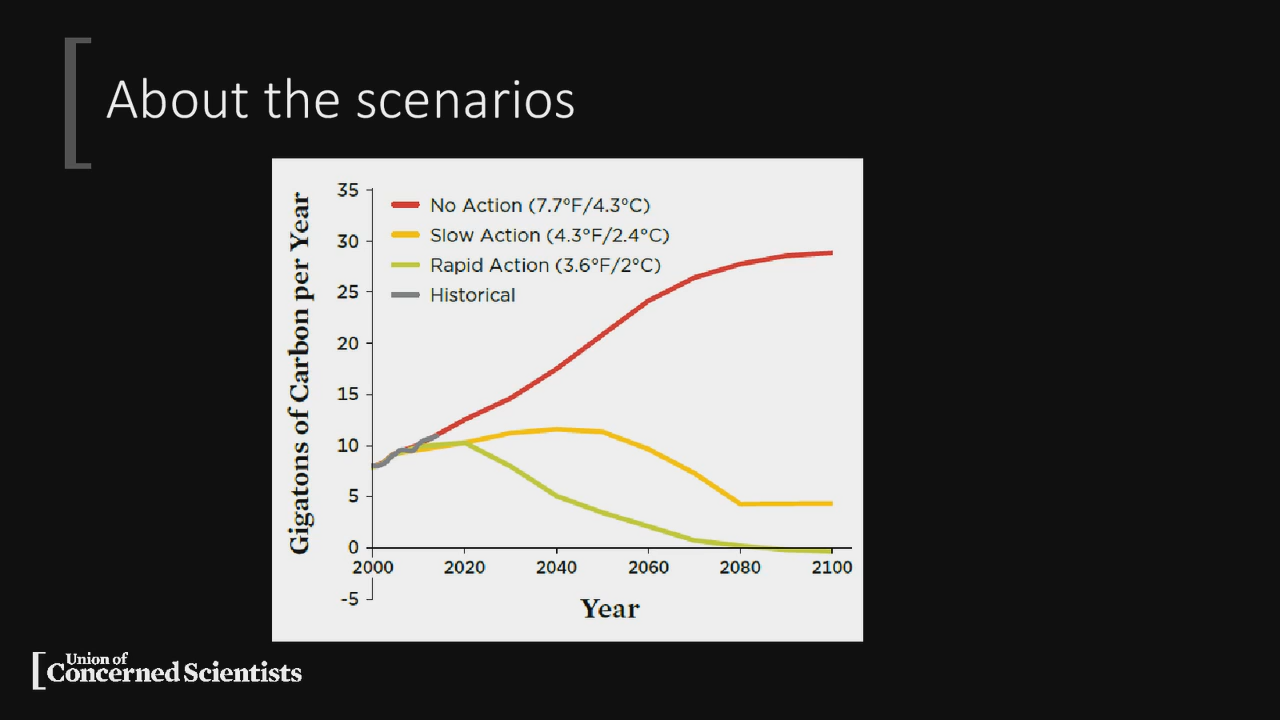 About the scenarios
Gigatons of Carbon per Year
35
30
25
20
15
10
5
0
-5
No Action (7.7°F/4.3°C)
Slow Action (4.3°F/2.4°C)
Rapid Action (3.6°F/2°C)
Historical
2000 2020 2040 2060 2080 2100
Year
Union of
Concerned Scientists